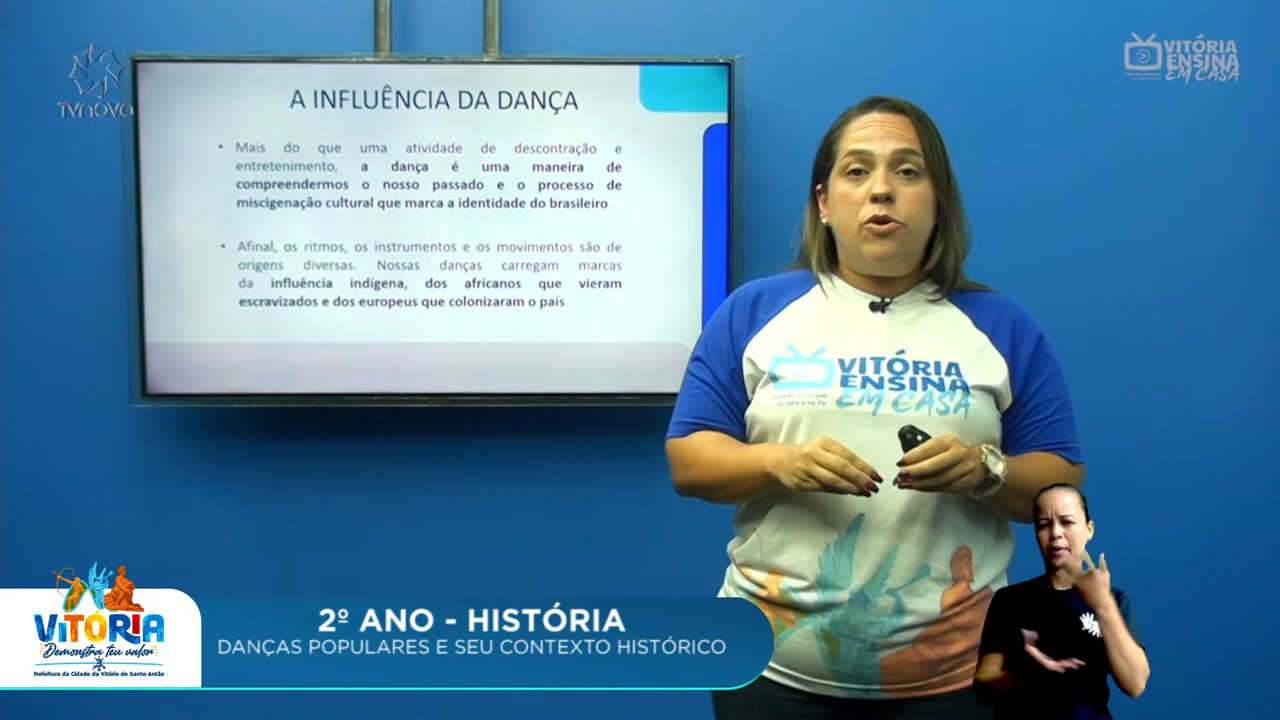 TVnova
VITÓRIA
ENSINA
EM CASA
A INFLUÊNCIA DA DANÇA
• Mais do que uma atividade de descontração e
entretenimento, a dança é uma maneira de
compreendermos o nosso passado e o processo de
miscigenação cultural que marca a identidade do brasileiro.
• Afinal, os ritmos, os instrumentos e os movimentos são de
origens diversas. Nossas danças carregam marcas
da influência indígena, dos africanos que vieram
escravizados e dos europeus que colonizaram o país.
VITÓRIA
ENSINA
EM CASA
2º ANO - HISTÓRIA
DANÇAS POPULARES E SEU CONTEXTO HISTÓRICO
ViTÓRIA
Demonstra teu valor
Prefeitura da Cidade da Vitória de Santo Antão